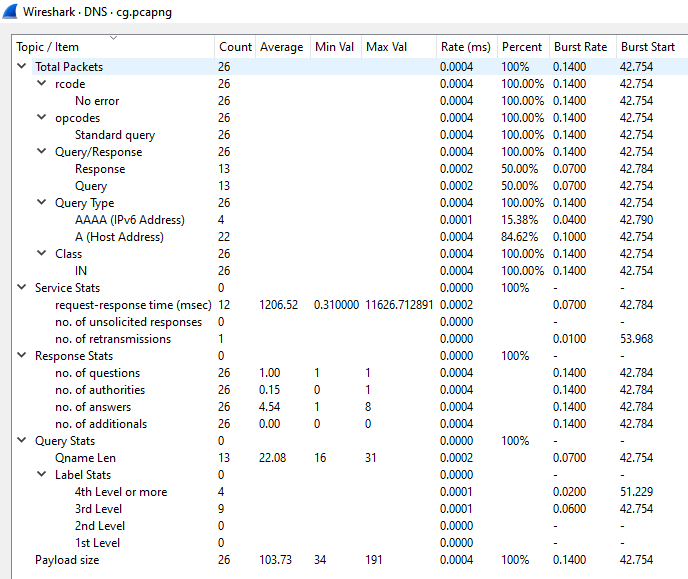 Wireshark · DNS · cg.pcapng
Topic / Item Count Average Min Val Max Val Rate (ms) Percent Burst Rate Burst Start
Total Packets 26 0.0004 100% 0.1400 42.754
rcode 26 0.0004 100.00% 0.1400 42.754
No error 26 0.0004 100.00% 0.1400 42.754
opcodes 26 0.0004 100.00% 0.1400 42.754
Standard query 26 0.0004 100.00% 0.1400 42.754
Query/Response 26 0.0004 100.00% 0.1400 42.754
Response 13 0.0002 50.00% 0.0700 42.784
Query 13 0.0002 50.00% 0.0700 42.754
Query Type 26 0.0004 100.00% 0.1400 42.754
AAAA (IPv6 Address) 4 0.0001 15.38% 0.0400 42.790
A (Host Address) 22 0.0004 84.62% 0.1000 42.754
Class 26 0.0004 100.00% 0.1400 42.754
IN 26 0.0004 100.00% 0.1400 42.754
Service Stats 0 0.0000 100% - -
request-response time (msec) 12 1206.52 0.310000 11626.712891 0.0002 0.0700 42.784
no. of unsolicited responses 0 0.0000 - -
no. of retransmissions 1 0.0000 0.0100 53.968
Response Stats 0 0.0000 100% - -
no. of questions 26 1.00 1 1 0.0004 0.1400 42.784
no. of authorities 26 0.15 0 1 0.0004 0.1400 42.784
no. of answers 26 4.54 1 8 0.0004 0.1400 42.784
no. of additionals 26 0.00 0 0 0.0004 0.1400 42.784
Query Stats 0 0.0000 100% - -
Qname Len 13 22.08 16 31 0.0002 0.0700 42.754
Label Stats 0 0.0000 - -
4th Level or more 4 0.0001 0.0200 51.229
3rd Level 9 0.0001 0.0600 42.754
2nd Level 0 0.0000 - -
1st Level 0 0.0000 - -
Payload size 26 103.73 34 191 0.0004 100% 0.1400 42.754